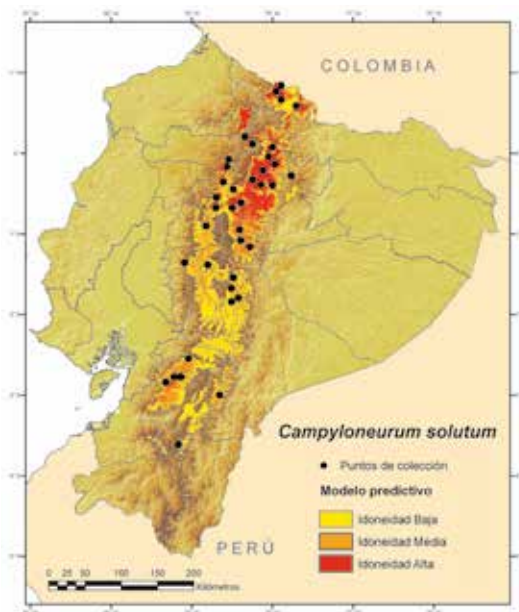 COLOMBIA
Campyloneurum solutum
Puntos de colección
Modelo predictivo
Idoneidad Baja
Idoneidad Media
Idoneidad Alta
PERÚ
0 25 50 100 150 200
Kilómetros